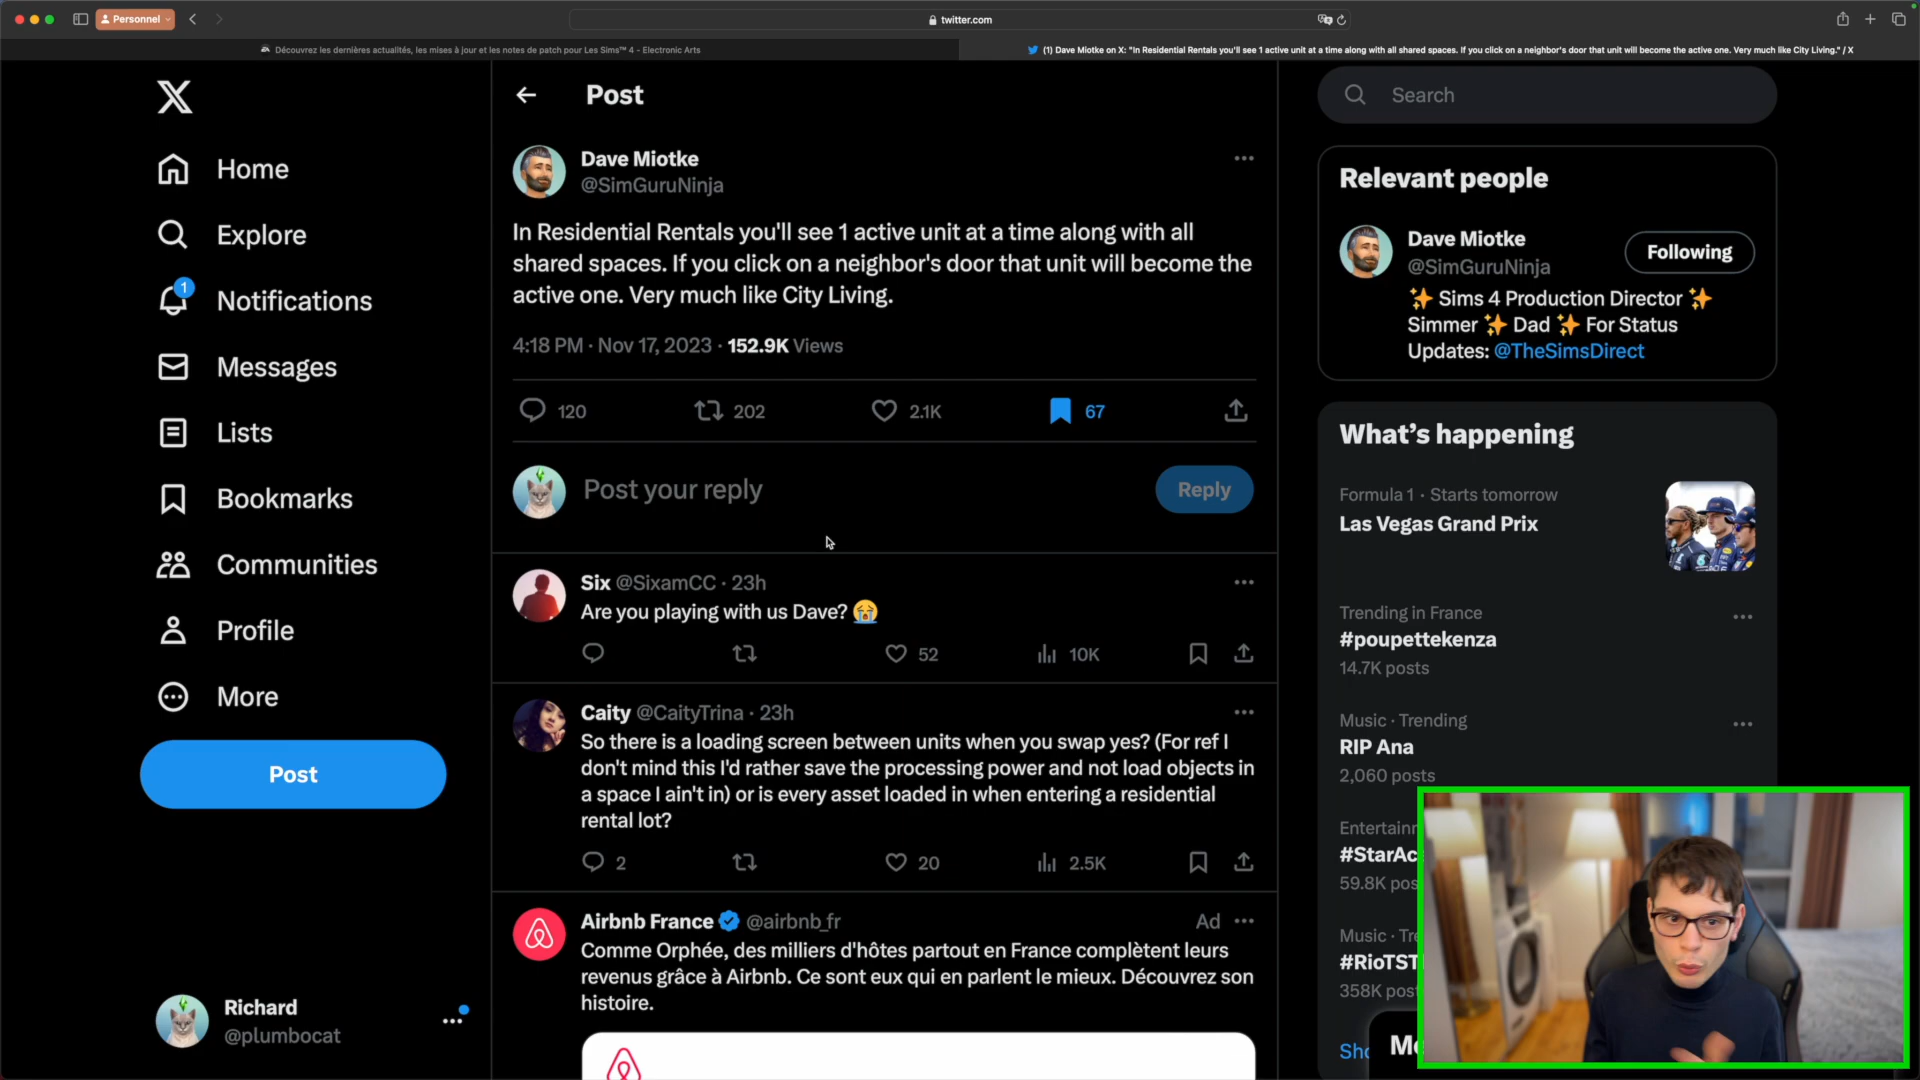 Personnel
twitter.com
Découvrez les dernières actualités, les mises à jour et les notes de patch pour Les Sims™ 4 - Electronic Arts
(1) Dave Miotke on X: "In Residential Rentals you'll see 1 active unit at a time along with all shared spaces. If you click on a neighbor's door that unit will become the active one. Very much like City Living." / X
Home
Explore
1
Notifications
Messages
Lists
Bookmarks
Communities
Profile
More
Post
Richard
@plumbocat
Post
Dave Miotke
@SimGuruNinja
In Residential Rentals you'll see 1 active unit at a time along with all
shared spaces. If you click on a neighbor's door that unit will become the
active one. Very much like City Living.
4:18 PM · Nov 17, 2023 · 152.9K Views
120 202 2.1K 67
Post your reply
Reply
Six @SixamCC · 23h
Are you playing with us Dave? 😭
52 10K
Caity @CaityTrina · 23h
So there is a loading screen between units when you swap yes? (For ref I
don't mind this I'd rather save the processing power and not load objects in
a space I ain't in) or is every asset loaded in when entering a residential
rental lot?
2 20 2.5K
Airbnb France @airbnb_fr Ad
Comme Orphée, des milliers d'hôtes partout en France complètent leurs
revenus grâce à Airbnb. Ce sont eux qui en parlent le mieux. Découvrez son
histoire.
Search
Relevant people
Dave Miotke
@SimGuruNinja
Following
✨ Sims 4 Production Director ✨
Simmer ✨ Dad ✨ For Status
Updates: @TheSimsDirect
What's happening
Formula 1 · Starts tomorrow
Las Vegas Grand Prix
Trending in France
#poupettekenza
14.7K posts
Music · Trending
RIP Ana
2,060 posts
Entertainm
#StarAc
59.8K pos
Music · Tre
#RioTST
358K post
Sho
Me